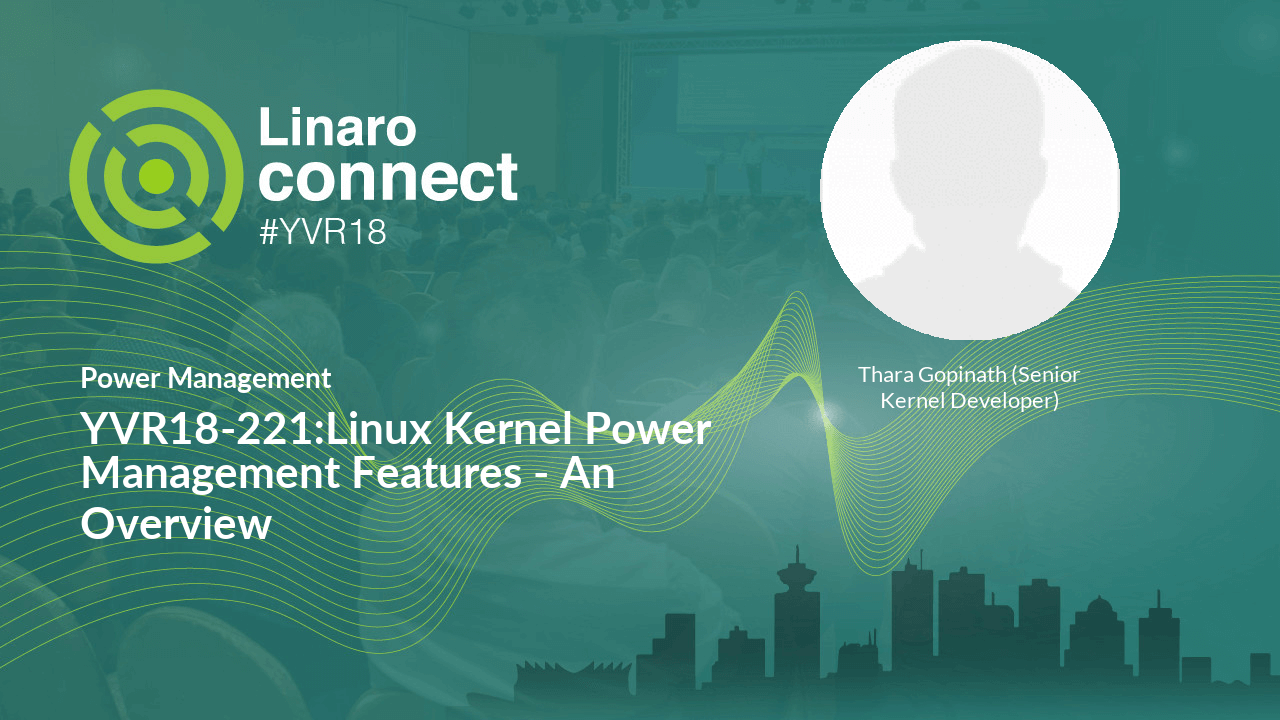 Linaro
connect
#YVR18
Power Management
YVR18-221:Linux Kernel Power
Management Features - An
Overview
Thara Gopinath (Senior
Kernel Developer)